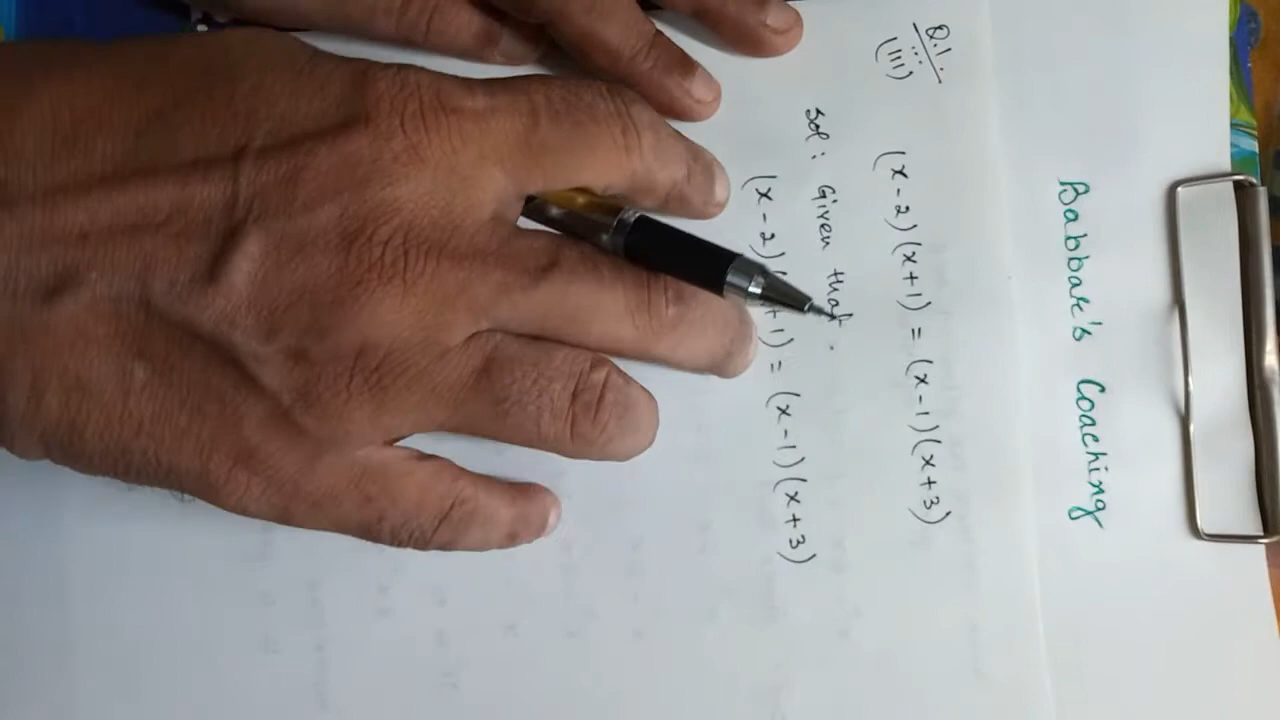 Babbar's Coaching
Q.1.
(iii) (x-2)(x+1) = (x-1)(x+3)
Sol: Given that.
(x-2)(x+1) = (x-1)(x+3)